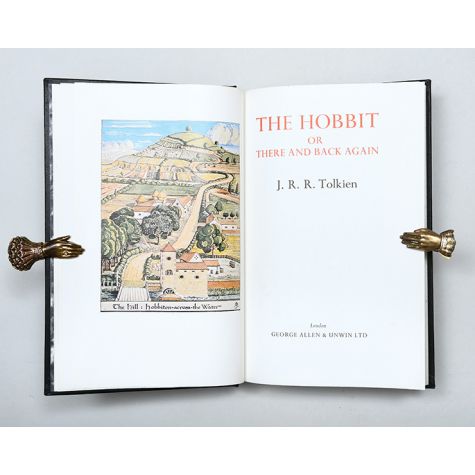 The Hill : Hobbiton-across-the Water
THE HOBBIT
OR
THERE AND BACK AGAIN
J. R. R. Tolkien
London
GEORGE ALLEN & UNWIN LTD